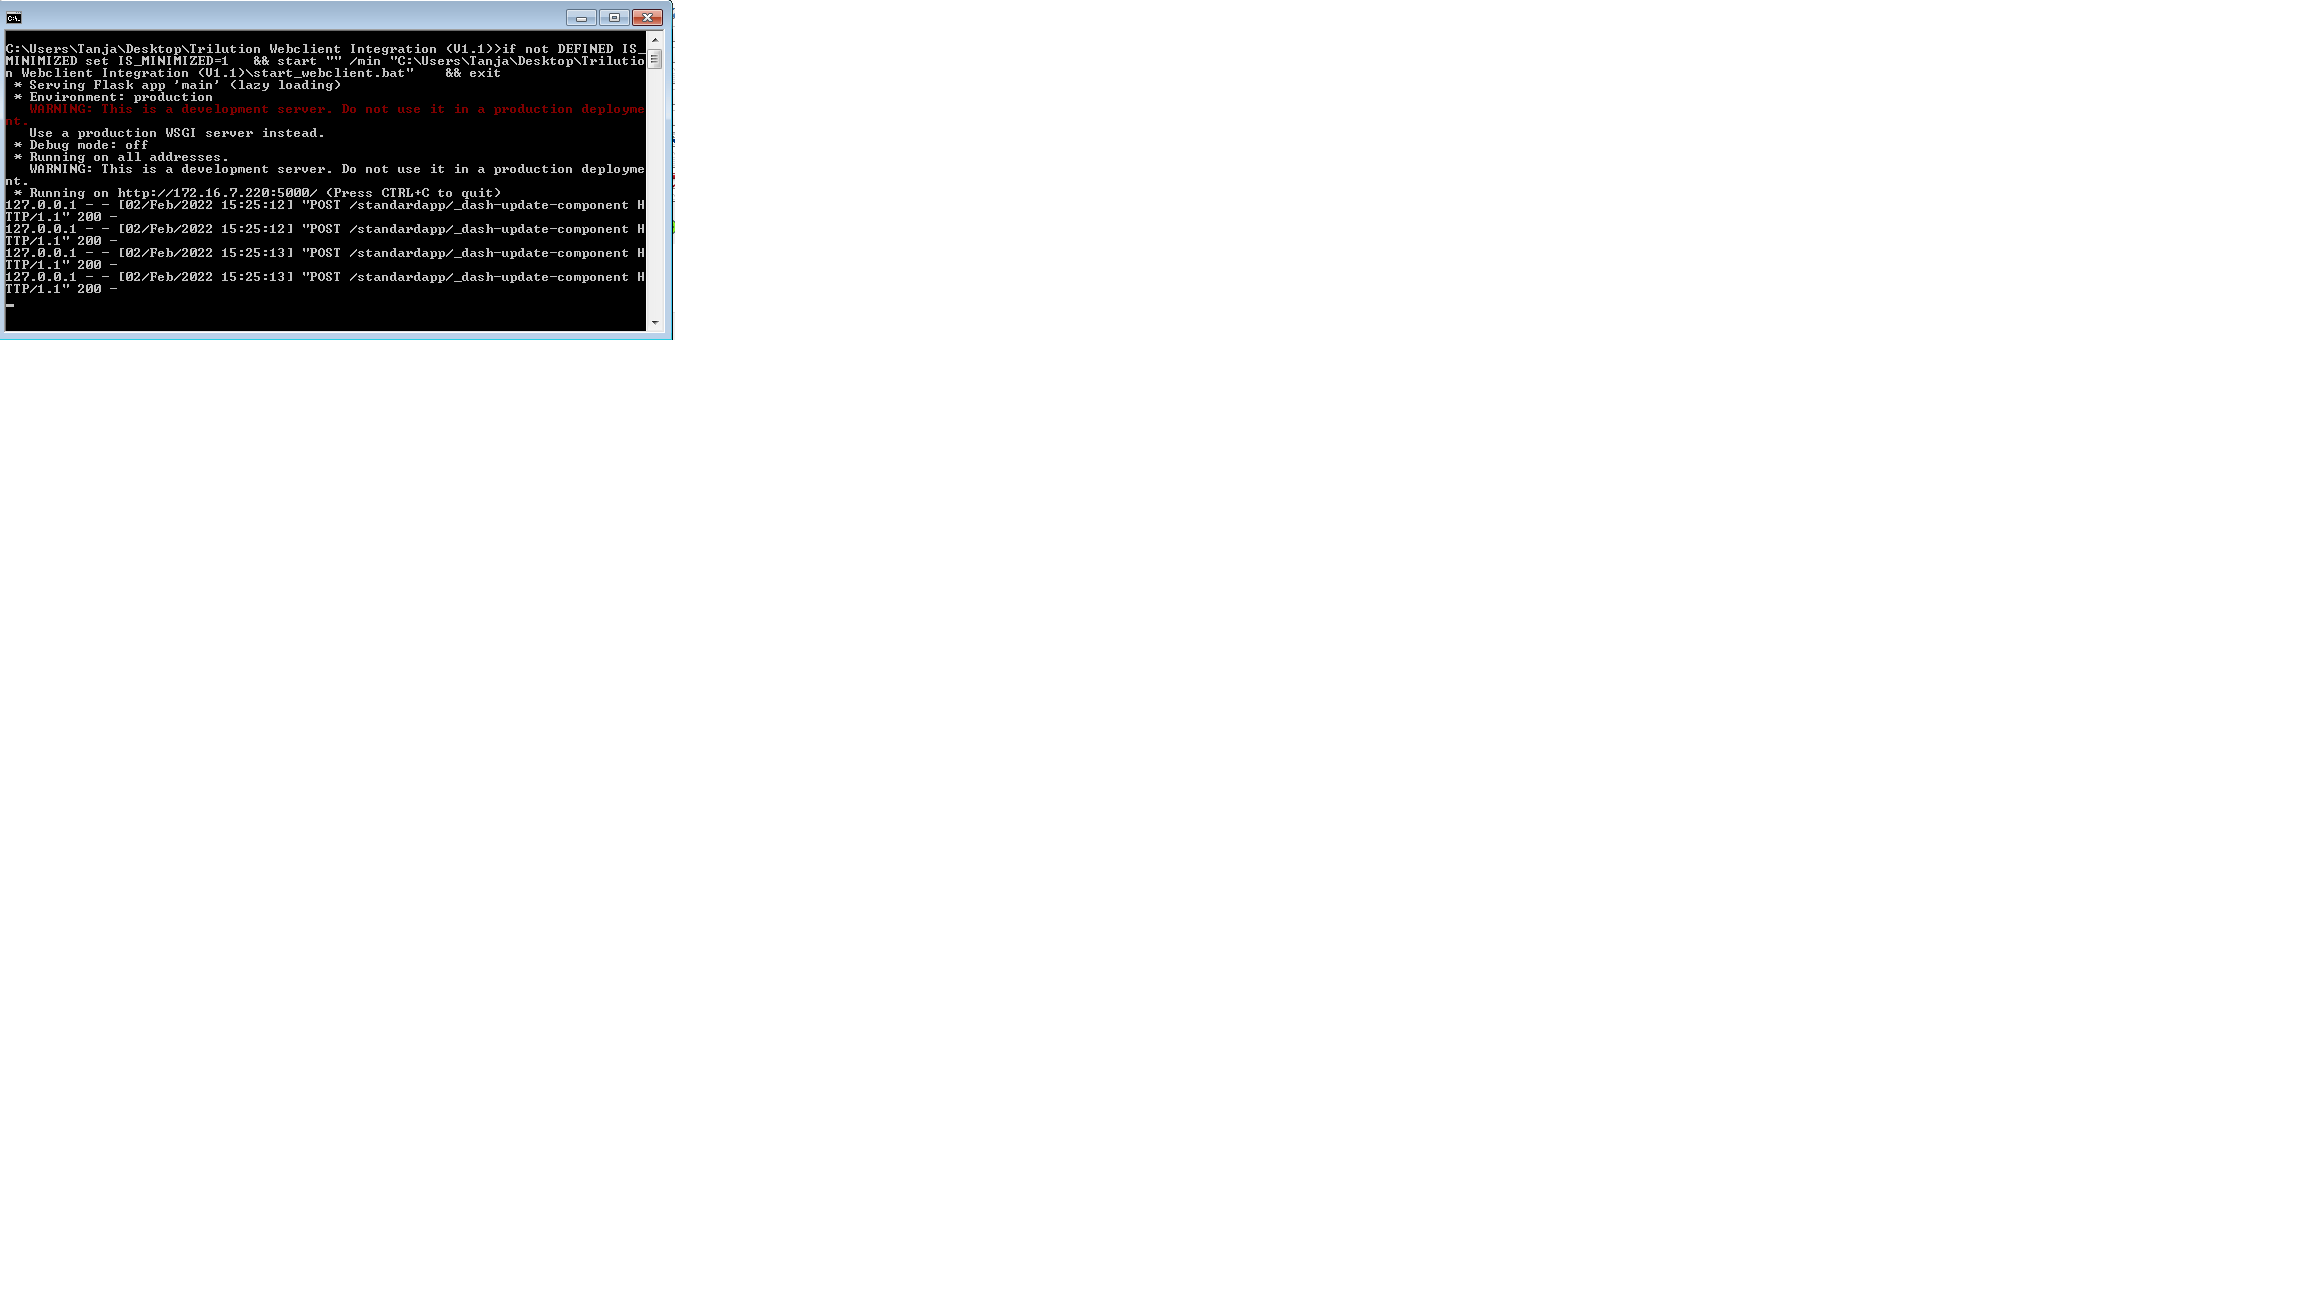 C:\Users\Tanja\Desktop\Trilution Webclient Integration (V1.1)>if not DEFINED IS_
MINIMIZED set IS_MINIMIZED=1   && start "" /min "C:\Users\Tanja\Desktop\Trilutio
n Webclient Integration (V1.1)\start_webclient.bat"    && exit
 * Serving Flask app 'main' (lazy loading)
 * Environment: production
   WARNING: This is a development server. Do not use it in a production deployme
nt.
   Use a production WSGI server instead.
 * Debug mode: off
 * Running on all addresses.
   WARNING: This is a development server. Do not use it in a production deployme
nt.
 * Running on http://172.16.7.220:5000/ (Press CTRL+C to quit)
127.0.0.1 - - [02/Feb/2022 15:25:12] "POST /standardapp/_dash-update-component H
TTP/1.1" 200 -
127.0.0.1 - - [02/Feb/2022 15:25:12] "POST /standardapp/_dash-update-component H
TTP/1.1" 200 -
127.0.0.1 - - [02/Feb/2022 15:25:13] "POST /standardapp/_dash-update-component H
TTP/1.1" 200 -
127.0.0.1 - - [02/Feb/2022 15:25:13] "POST /standardapp/_dash-update-component H
TTP/1.1" 200 -